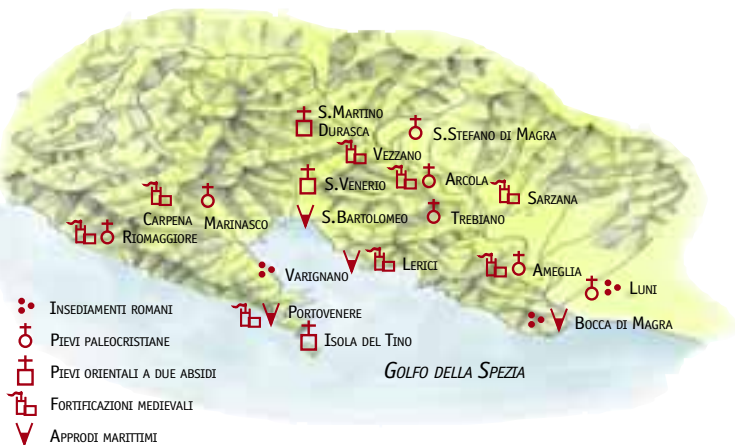 S.Martino
Durasca
S.Stefano di Magra
Vezzano
S.Venerio
Arcola
Sarzana
Carpena
Marinasco
S.Bartolomeo
Trebiano
Riomaggiore
Varignano
Lerici
Ameglia
Luni
Insediamenti romani
Portovenere
Bocca di Magra
Pievi paleocristiane
Isola del Tino
Golfo della Spezia
Pievi orientali a due absidi
Fortificazioni medievali
Approdi marittimi